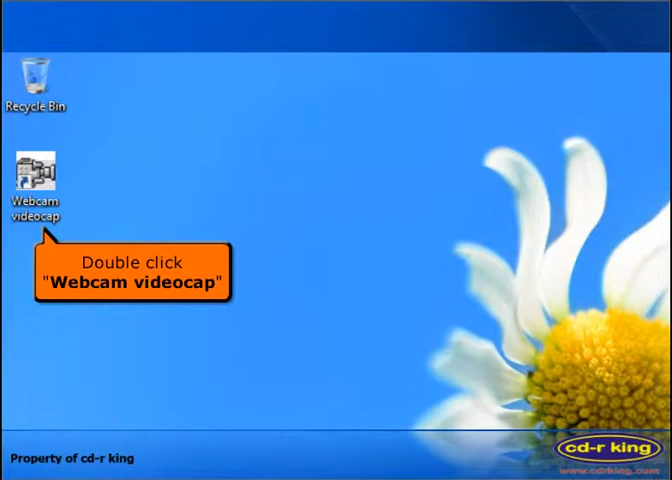 Recycle Bin
Webcam
videocap
Double click
"Webcam videocap"
Property of cd-r king
cd-r king
www.cdrking.com